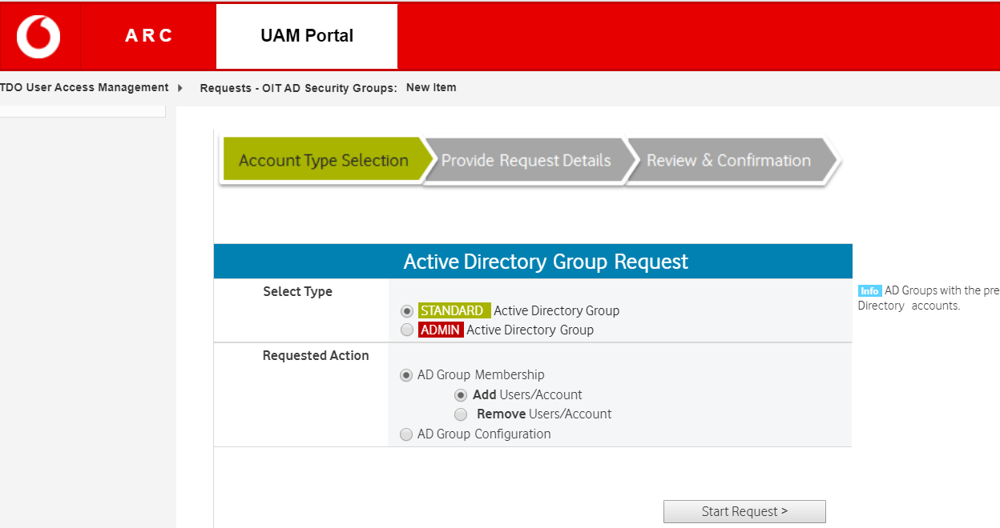 ARC
UAM Portal
TDO User Access Management
Requests - OIT AD Security Groups: New Item
Account Type Selection
Provide Request Details
Review & Confirmation
Active Directory Group Request
Select Type
STANDARD Active Directory Group
ADMIN Active Directory Group
Info AD Groups with the pre
Directory accounts.
Requested Action
AD Group Membership
Add Users/Account
Remove Users/Account
AD Group Configuration
Start Request >